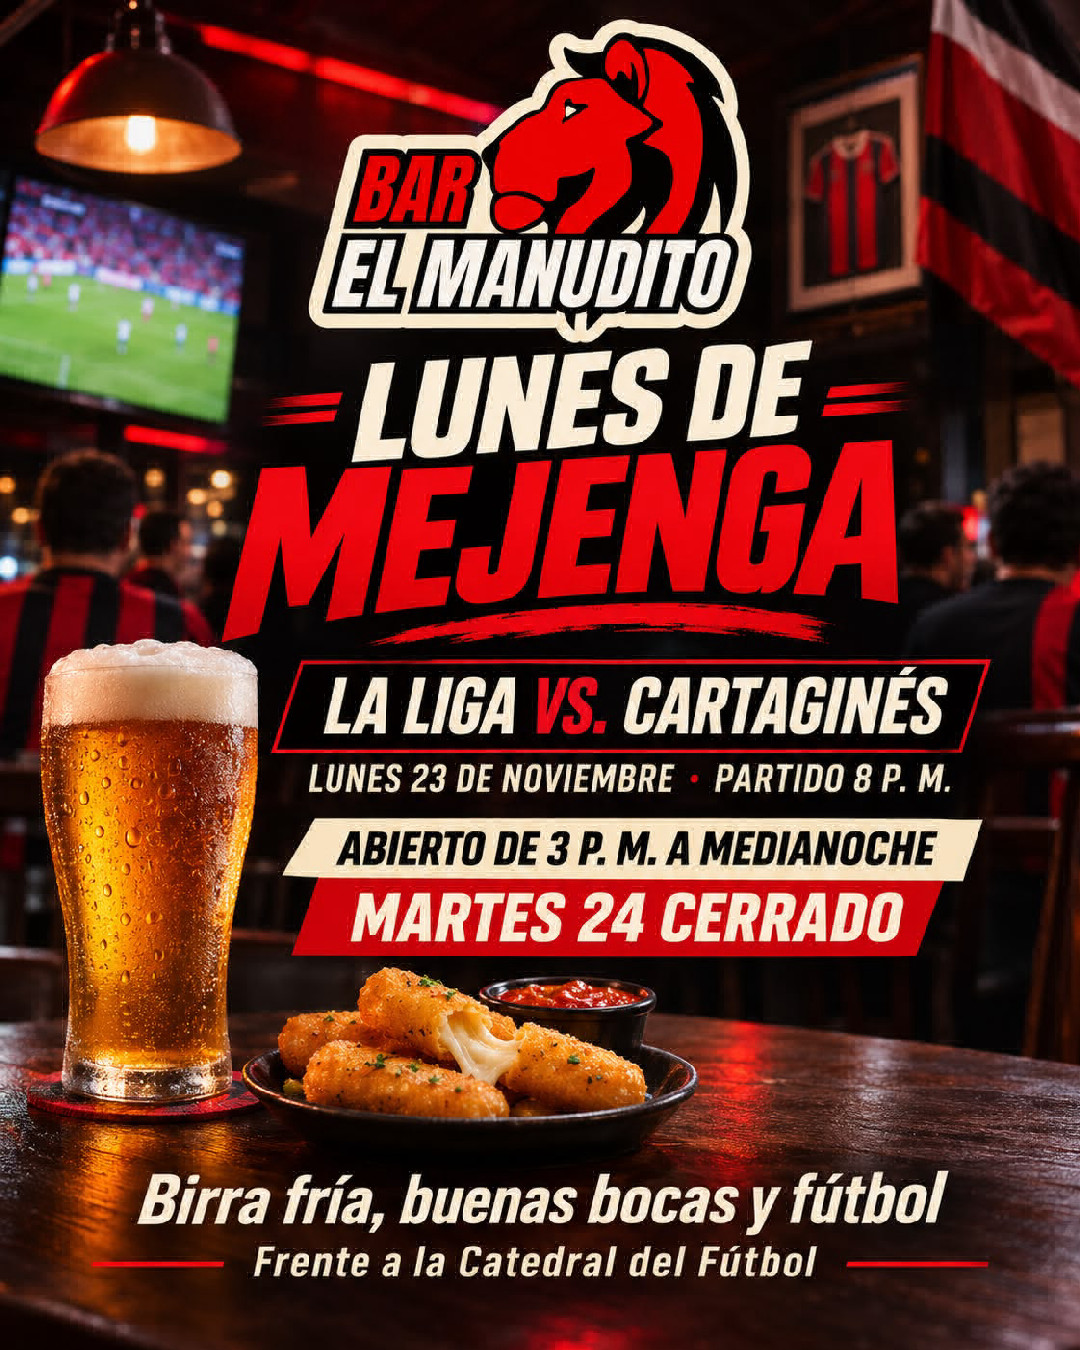 BAR
EL MANUDITO
LUNES DE
MEJENGA
LA LIGA VS. CARTAGINÉS
LUNES 23 DE NOVIEMBRE • PARTIDO 8 P. M.
ABIERTO DE 3 P. M. A MEDIANOCHE
MARTES 24 CERRADO
Birra fría, buenas bocas y fútbol
Frente a la Catedral del Fútbol